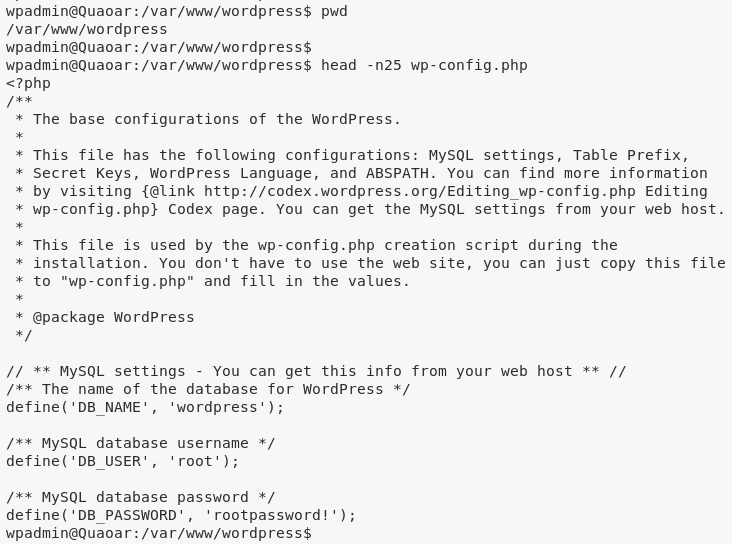 wpadmin@Quaoar:/var/www/wordpress$ pwd
/var/www/wordpress
wpadmin@Quaoar:/var/www/wordpress$
wpadmin@Quaoar:/var/www/wordpress$ head -n25 wp-config.php
<?php
/**
 * The base configurations of the WordPress.
 *
 * This file has the following configurations: MySQL settings, Table Prefix,
 * Secret Keys, WordPress Language, and ABSPATH. You can find more information
 * by visiting {@link http://codex.wordpress.org/Editing_wp-config.php Editing
 * wp-config.php} Codex page. You can get the MySQL settings from your web host.
 *
 * This file is used by the wp-config.php creation script during the
 * installation. You don't have to use the web site, you can just copy this file
 * to "wp-config.php" and fill in the values.
 *
 * @package WordPress
 */

// ** MySQL settings - You can get this info from your web host ** //
/** The name of the database for WordPress */
define('DB_NAME', 'wordpress');

/** MySQL database username */
define('DB_USER', 'root');

/** MySQL database password */
define('DB_PASSWORD', 'rootpassword!');
wpadmin@Quaoar:/var/www/wordpress$